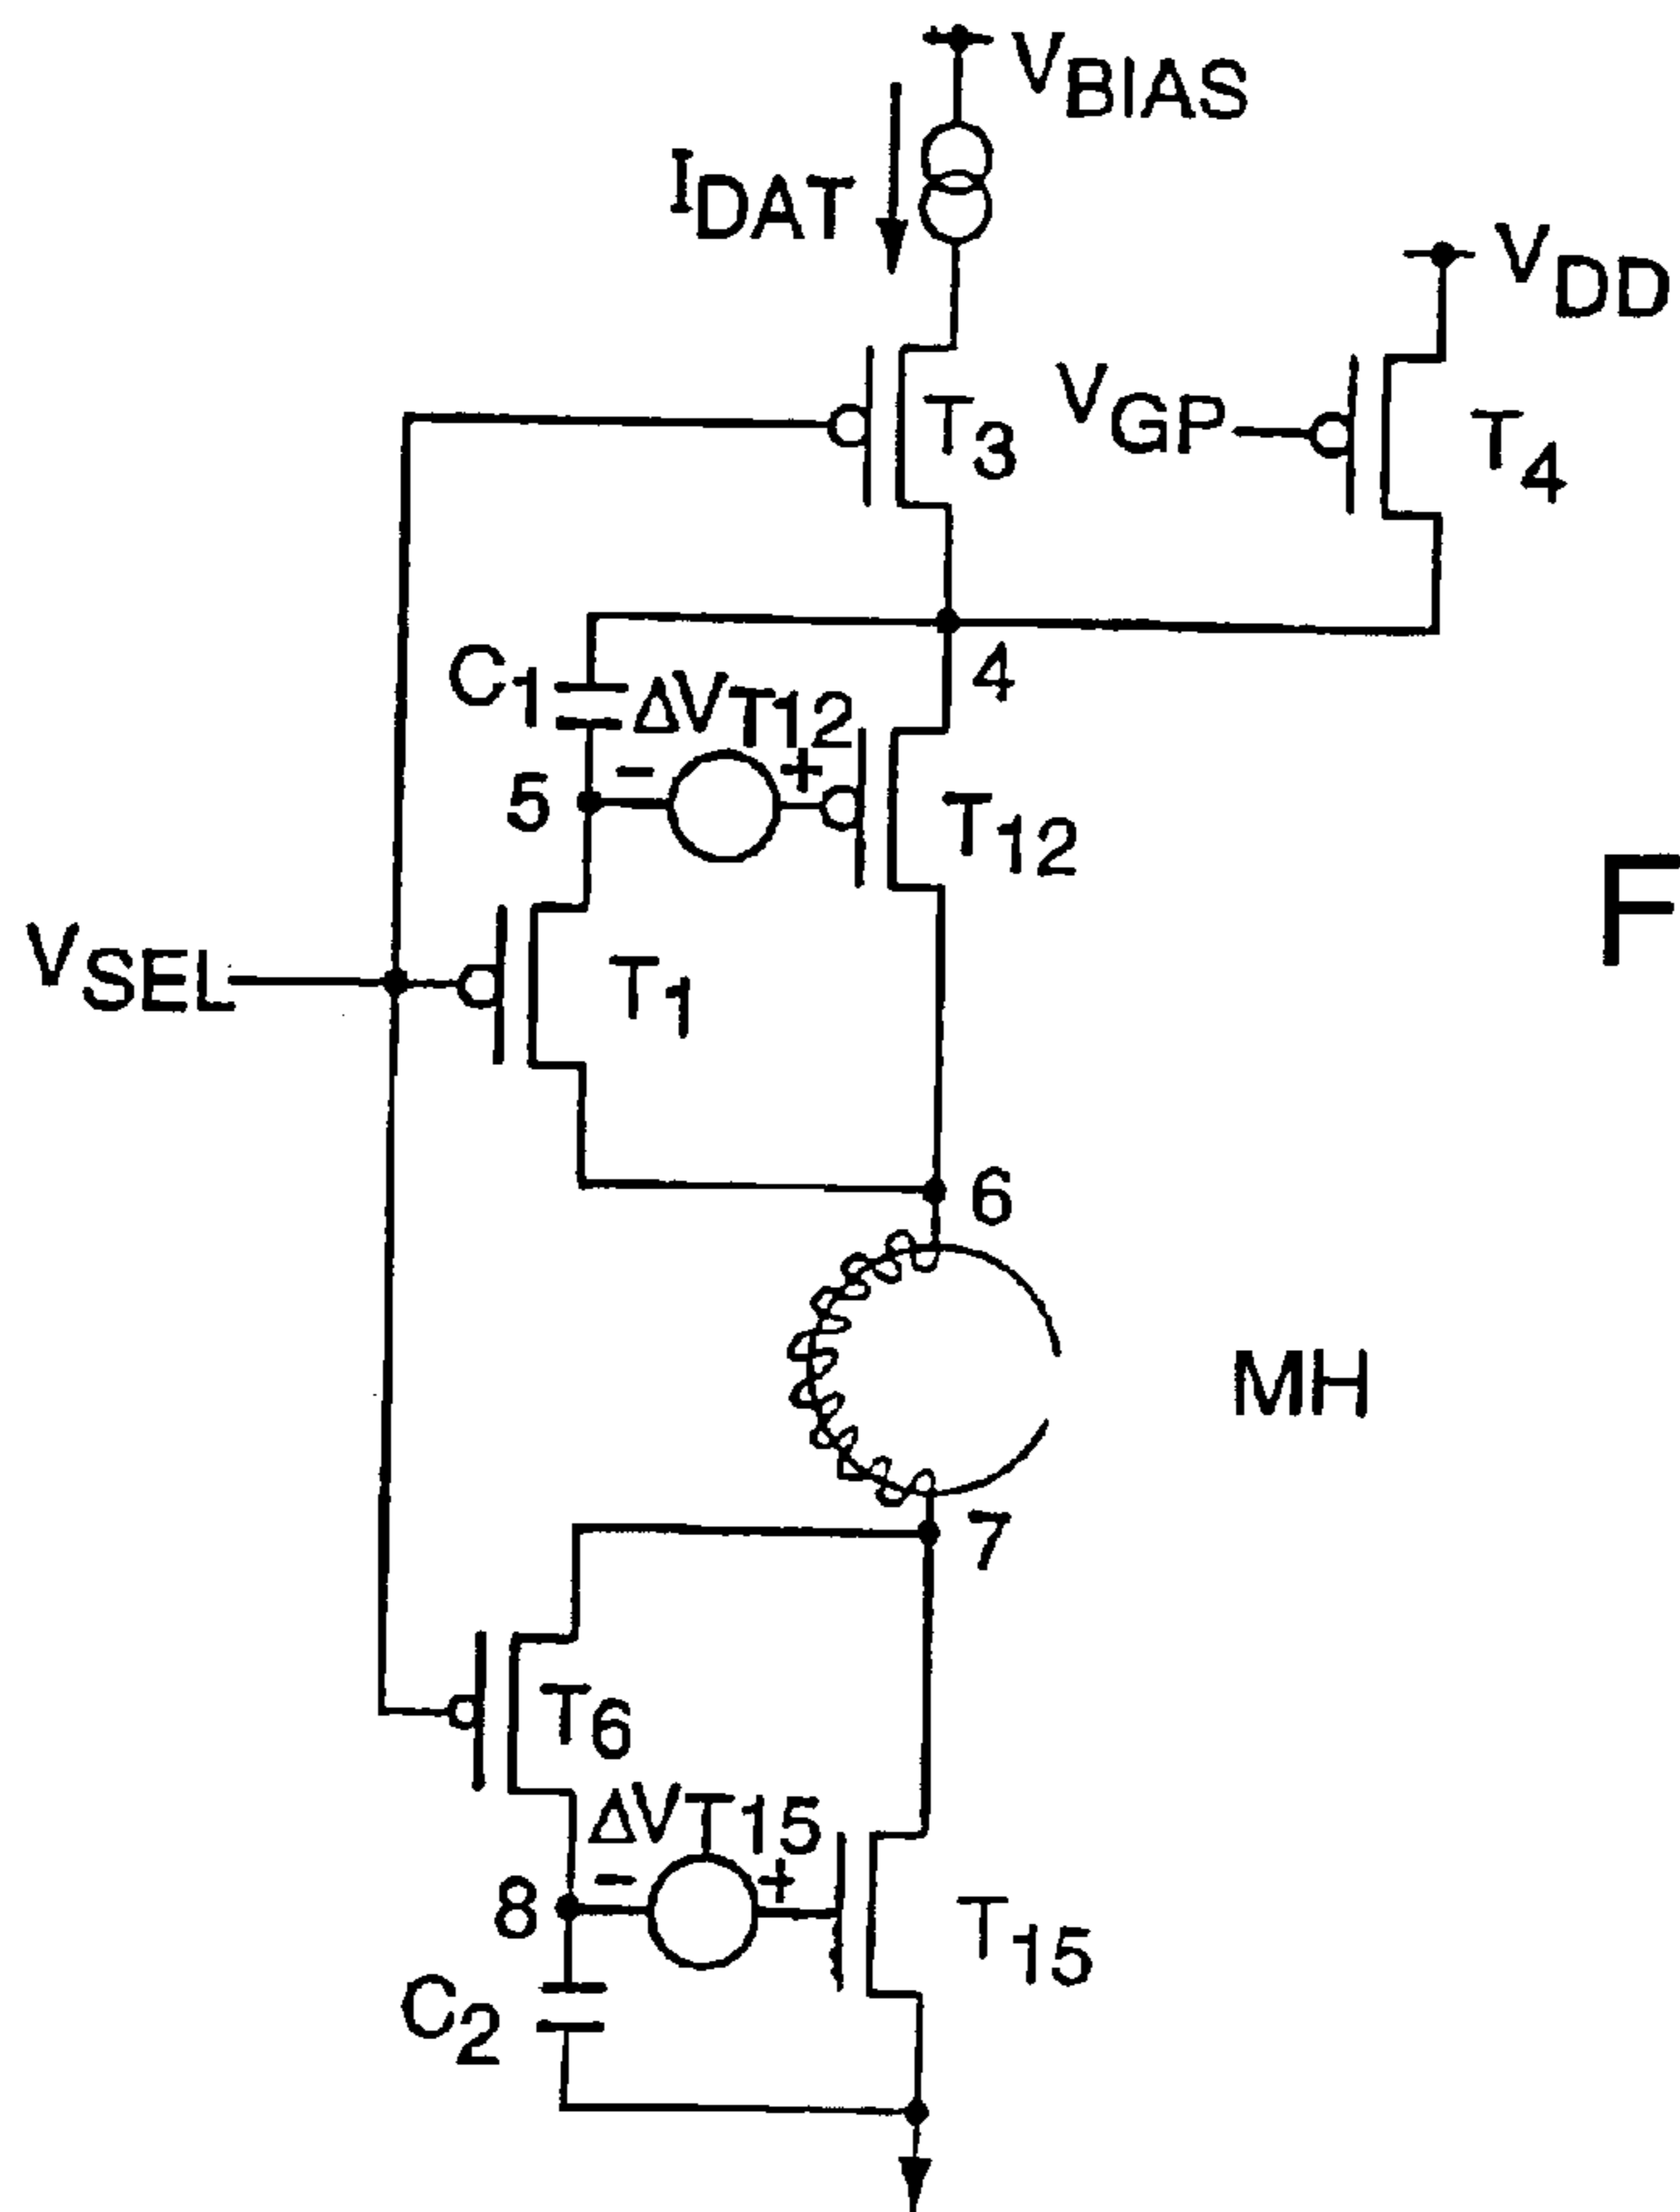 VBIAS
IDAT
VDD
T3
VGP
T4
C1
ΔVT12
4
- +
5
T12
F
VSEL
T1
6
MH
7
T6
ΔVT15
- +
8
T15
C2